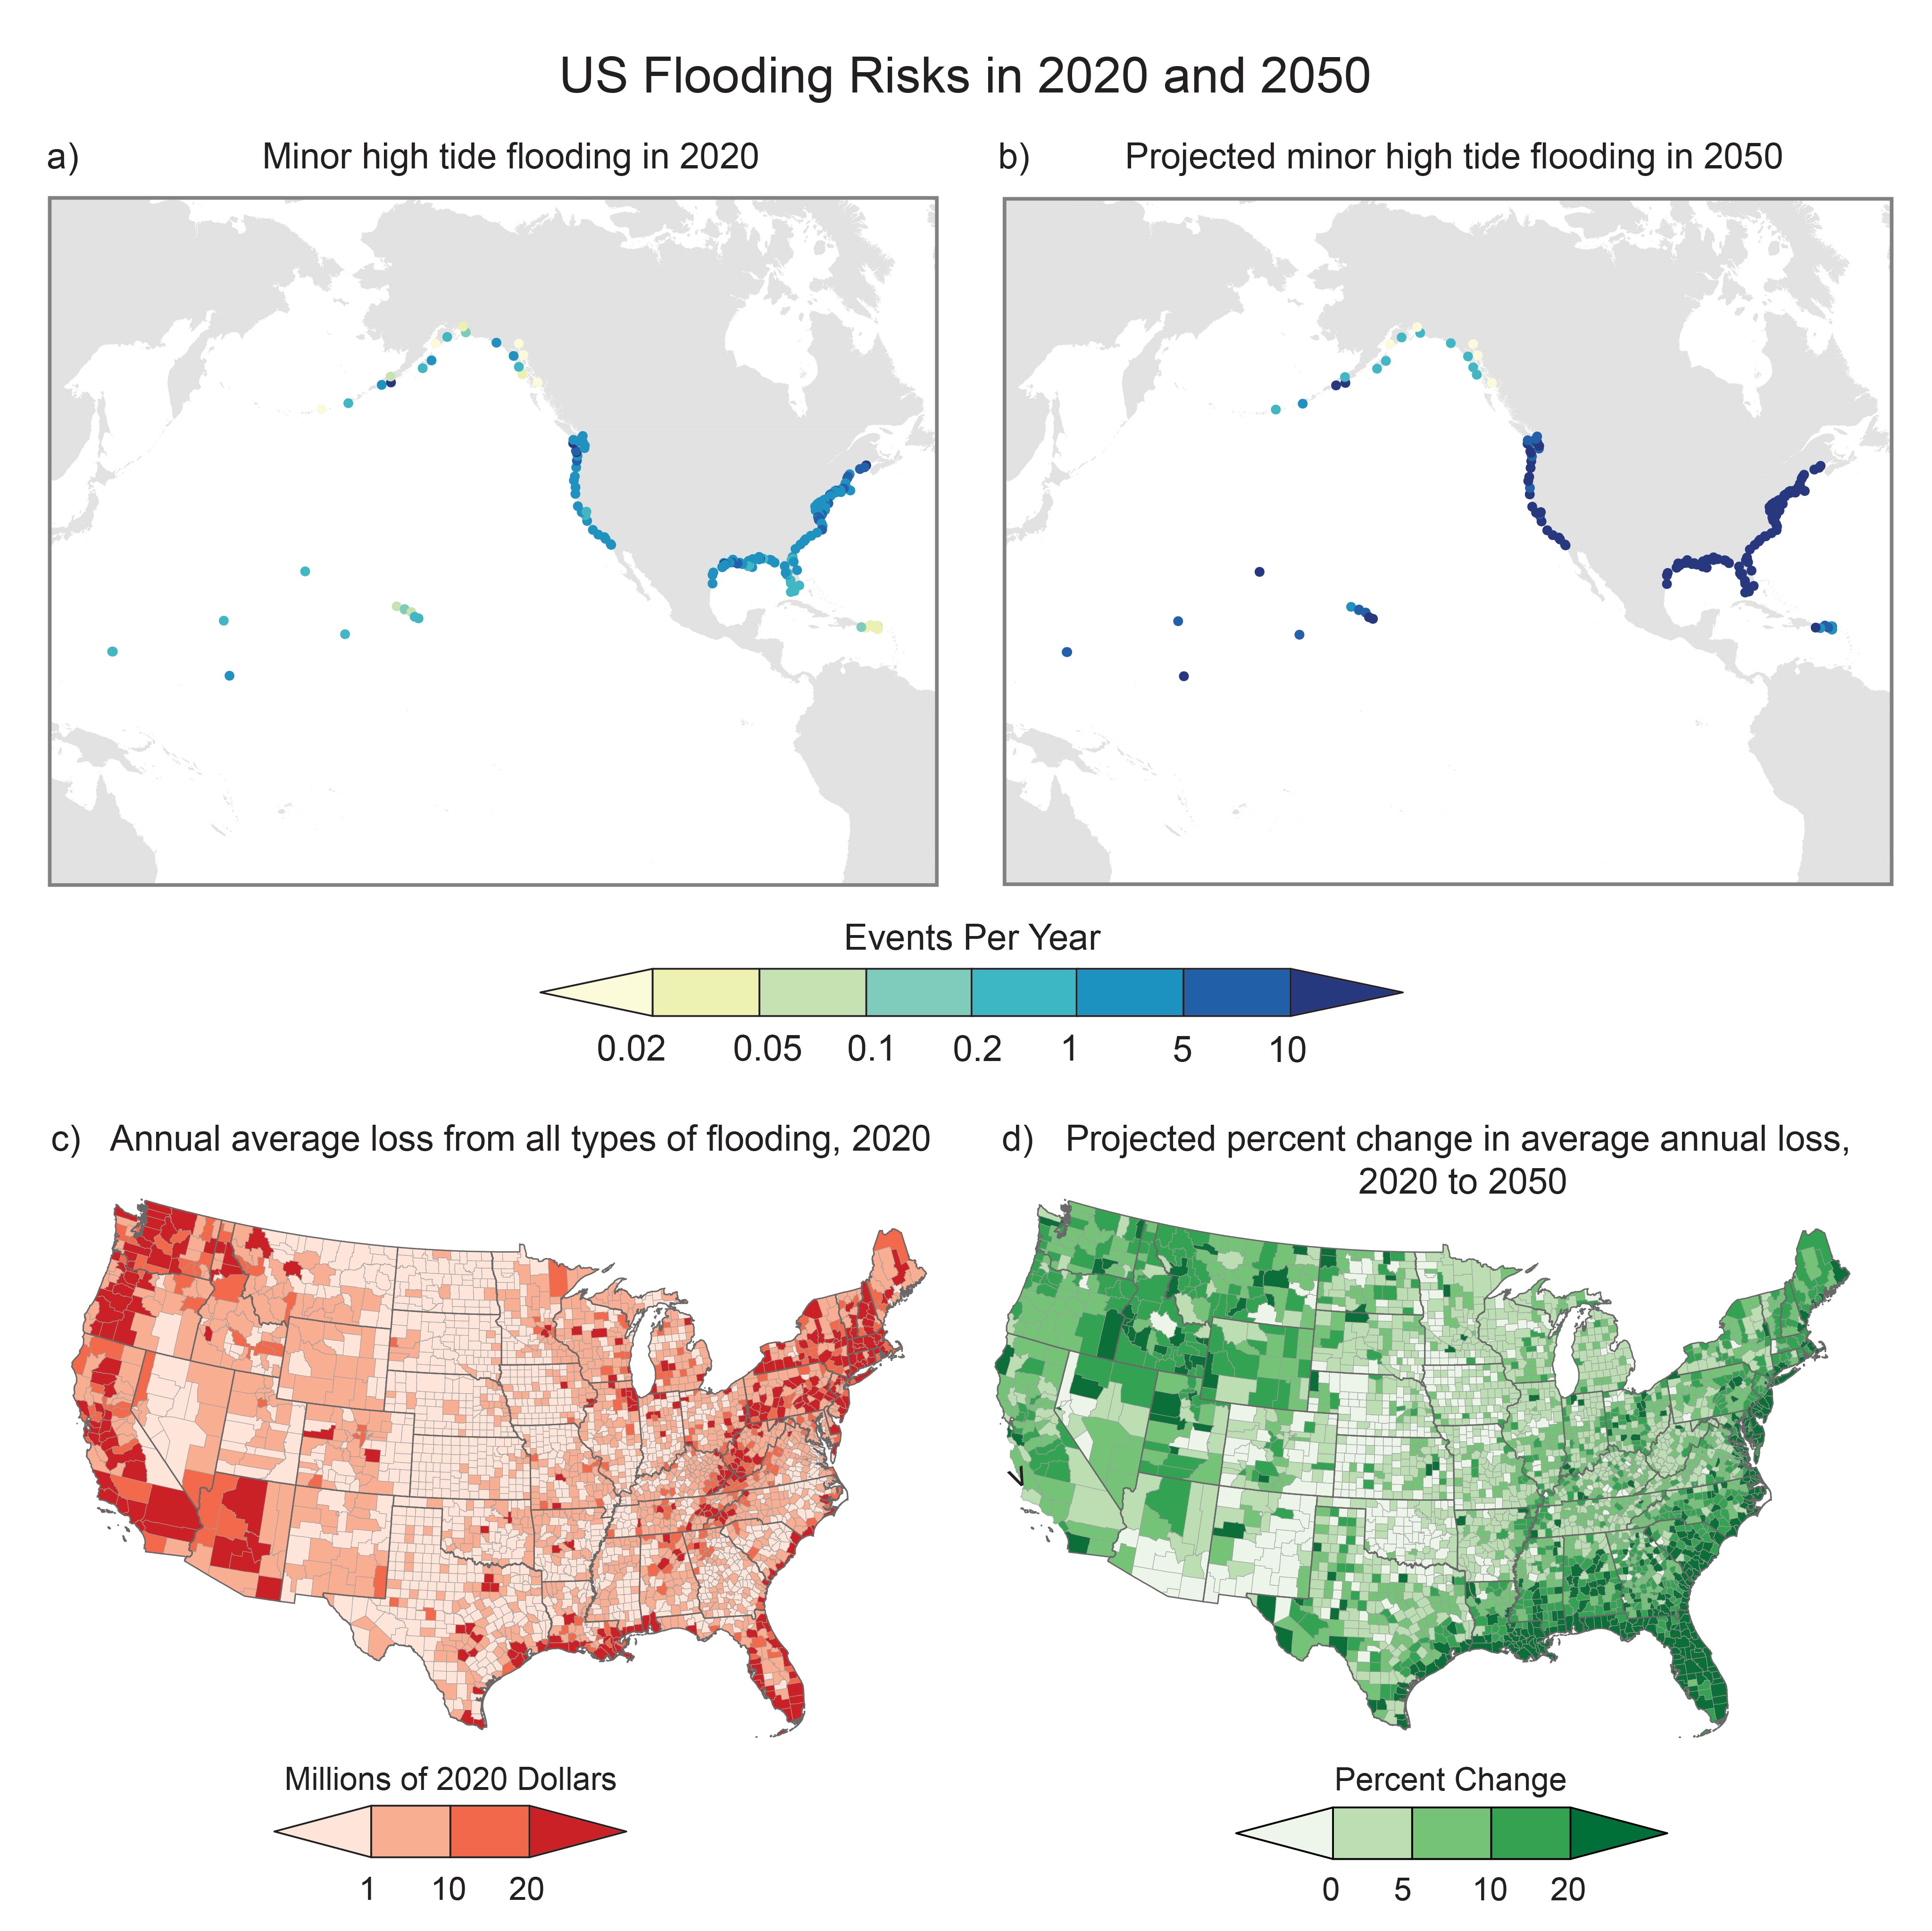 US Flooding Risks in 2020 and 2050
a) Minor high tide flooding in 2020
b) Projected minor high tide flooding in 2050
Events Per Year
0.02 0.05 0.1 0.2 1 5 10
c) Annual average loss from all types of flooding, 2020
d) Projected percent change in average annual loss,
2020 to 2050
Millions of 2020 Dollars
1 10 20
Percent Change
0 5 10 20